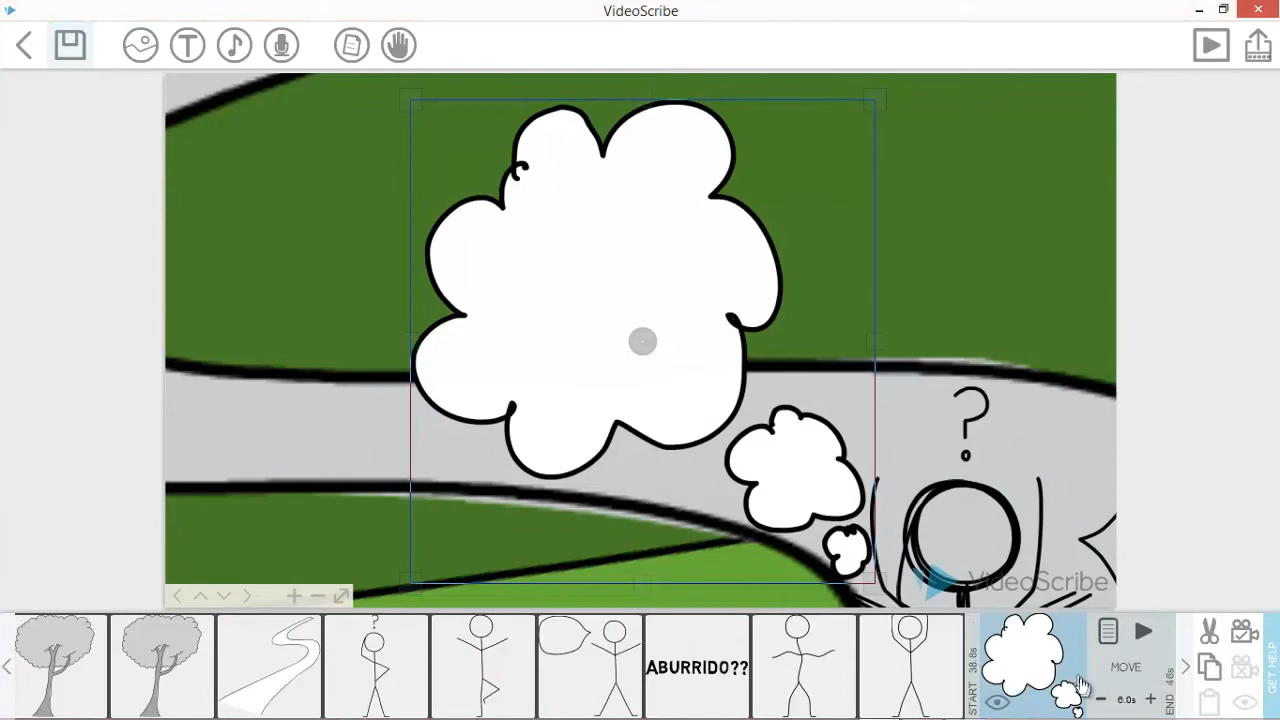 VideoScribe
T
?
VideoScribe
?
ABURRIDO??
START 38.8s
MOVE
6.0s
END 46s
GET HELP